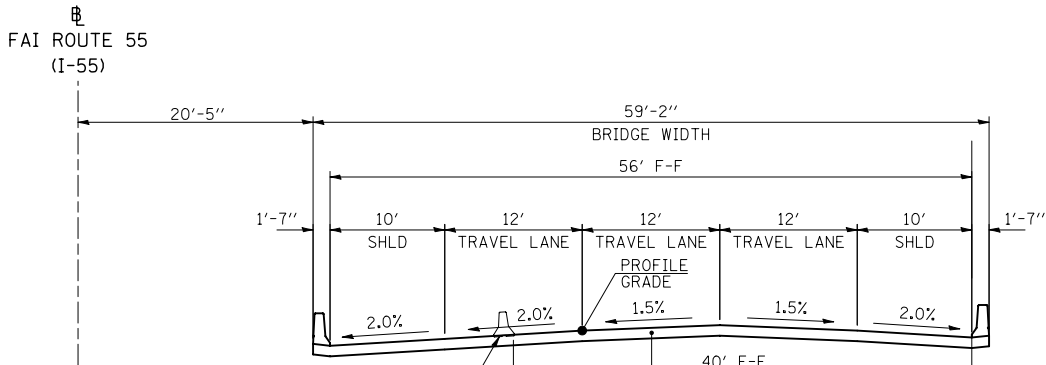 ℄
FAI ROUTE 55
(I-55)
20'-5"
59'-2"
BRIDGE WIDTH
56' F-F
1'-7"
10'
12'
12'
12'
10'
1'-7"
SHLD
TRAVEL LANE
TRAVEL LANE
TRAVEL LANE
SHLD
PROFILE
GRADE
2.0%
2.0%
1.5%
1.5%
2.0%
40' F-F